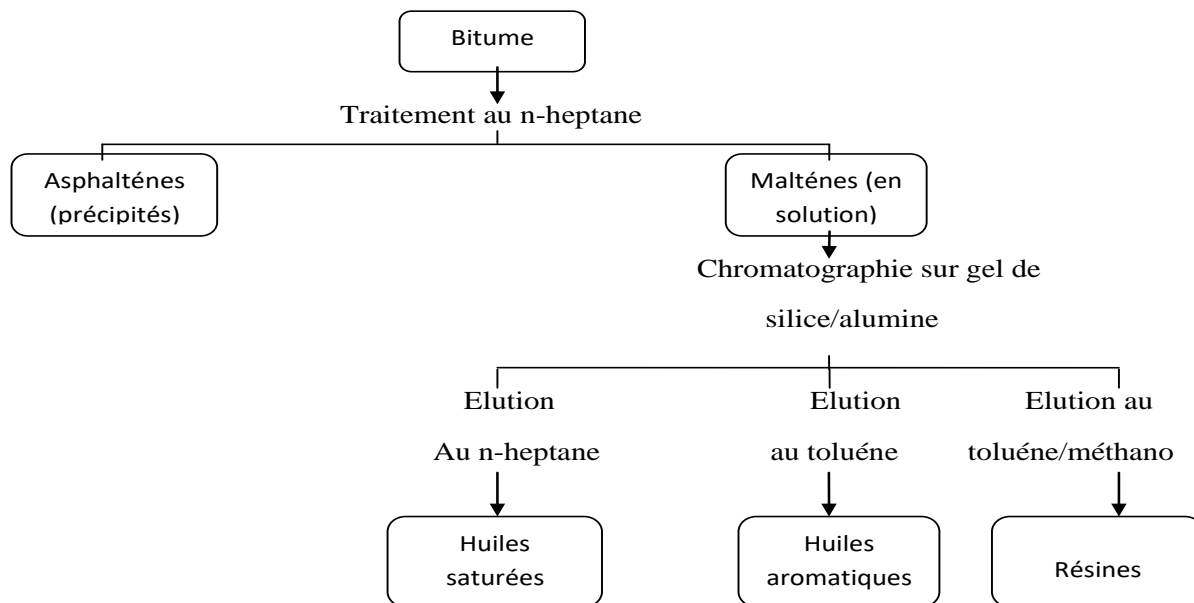 Bitume
Traitement au n-heptane
Asphalténes
(précipités)
Malténes (en
solution)
Chromatographie sur gel de
silice/alumine
Elution
Au n-heptane
Elution
au toluéne
Elution au
toluéne/méthano
Huiles
saturées
Huiles
aromatiques
Résines